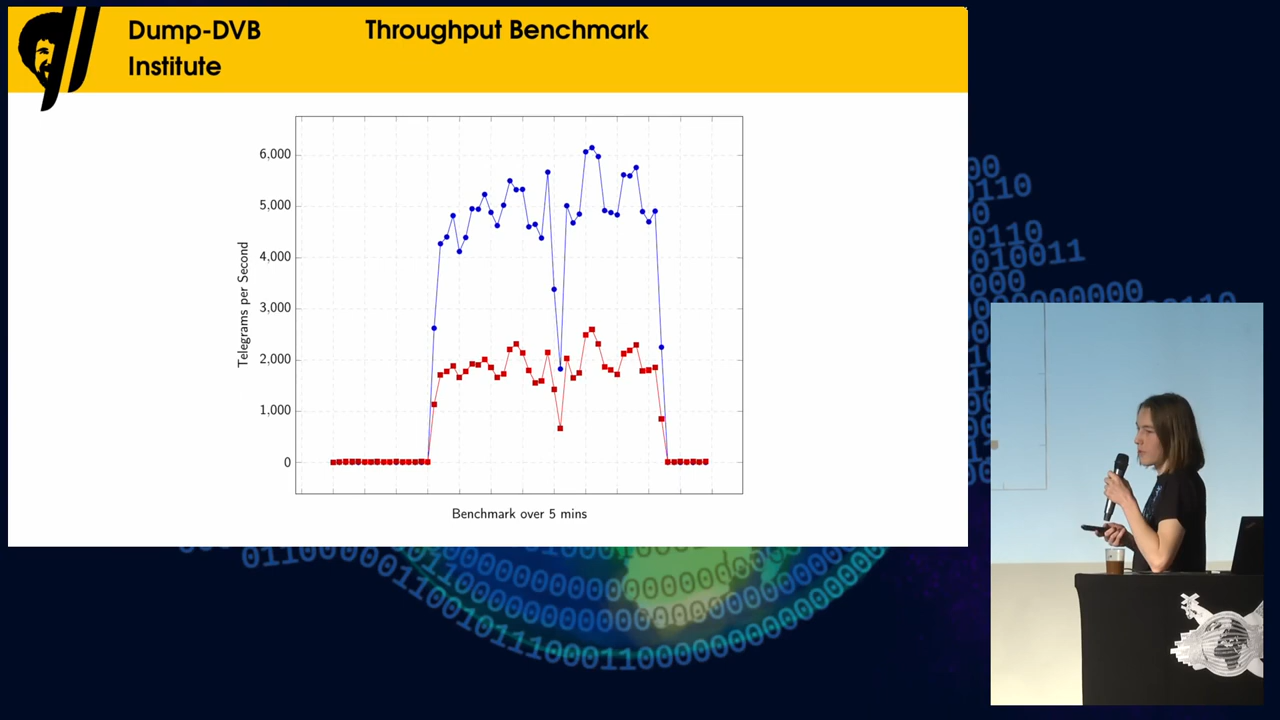 Dump-DVB
Institute
Throughput Benchmark
6,000
5,000
4,000
3,000
2,000
1,000
0
Telegrams per Second
Benchmark over 5 mins